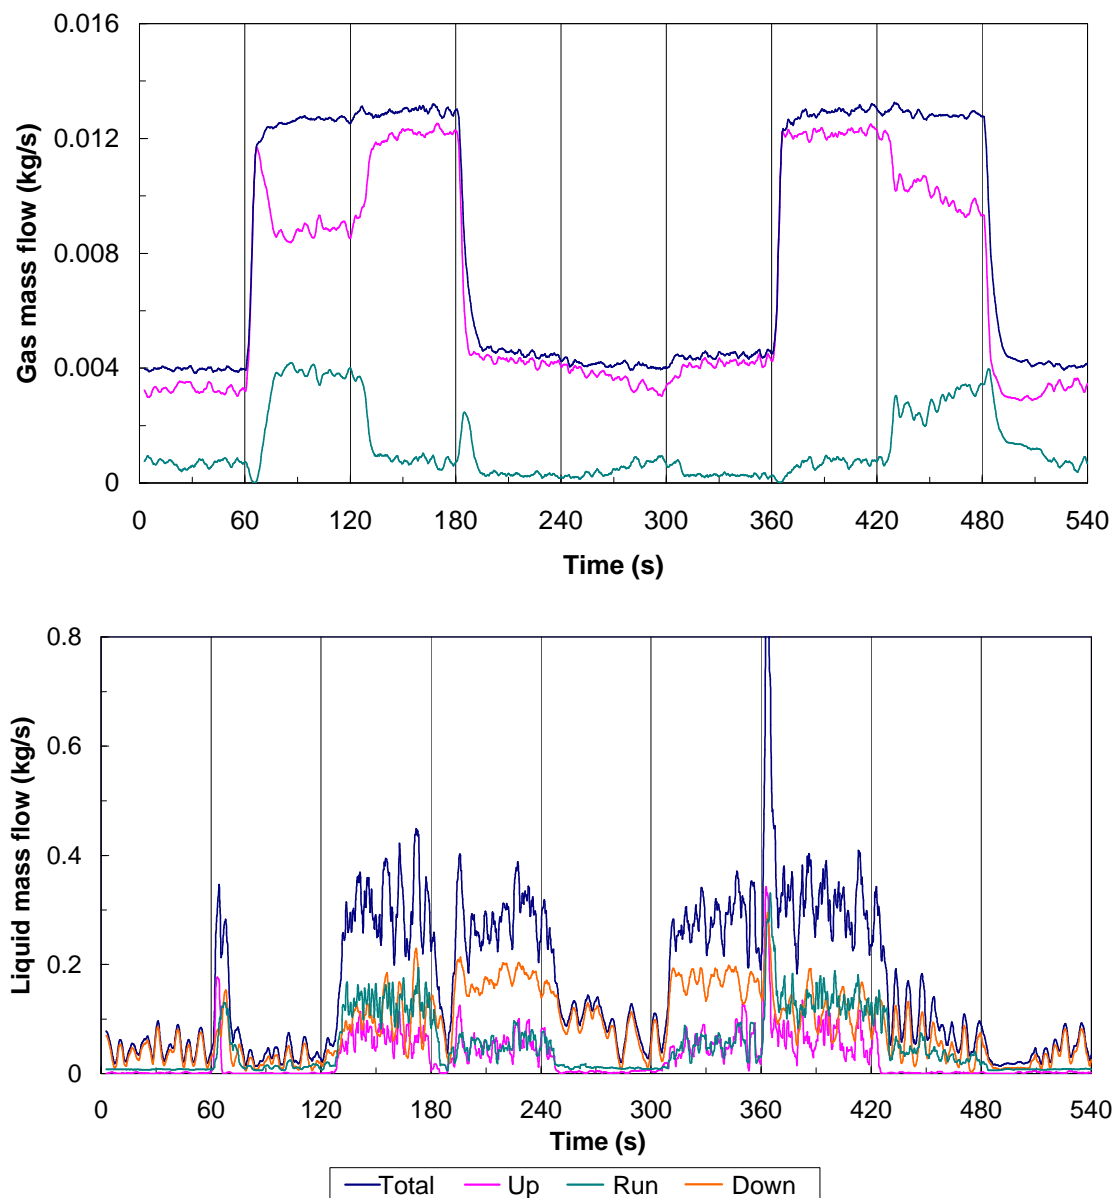 Gas mass flow (kg/s)
0.016
0.012
0.008
0.004
0
0 60 120 180 240 300 360 420 480 540
Time (s)
Liquid mass flow (kg/s)
0.8
0.6
0.4
0.2
0
0 60 120 180 240 300 360 420 480 540
Time (s)
Total Up Run Down